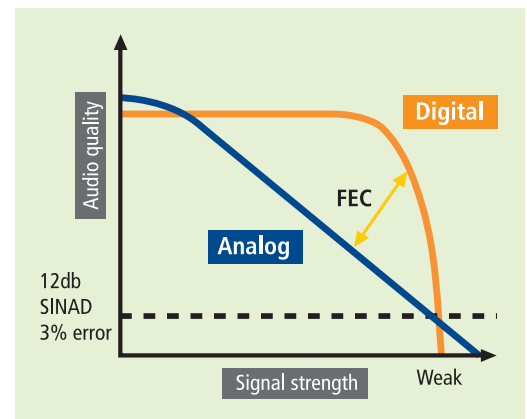 Audio quality
Digital
FEC
Analog
12db
SINAD
3% error
Signal strength
Weak